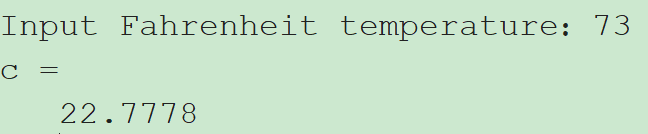 Input Fahrenheit temperature: 73
c =
22.7778